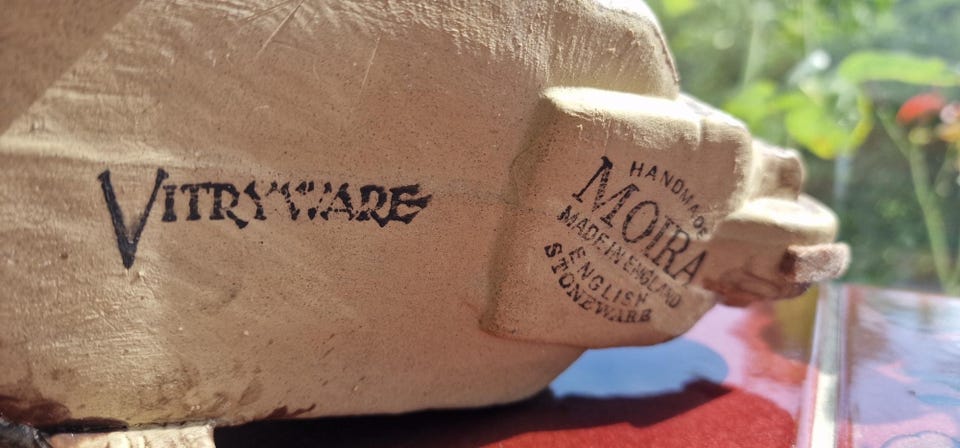 VITRYWARE
HANDMADE
MOIRA
MADE IN ENGLAND
ENGLISH
STONEWARE